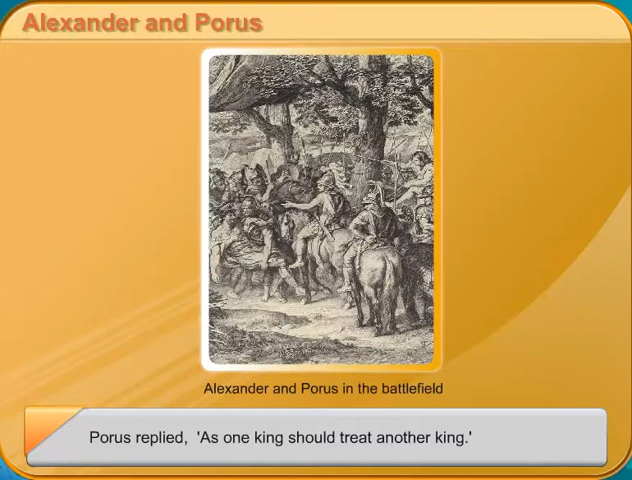 Alexander and Porus
Alexander and Porus in the battlefield
Porus replied, 'As one king should treat another king.'